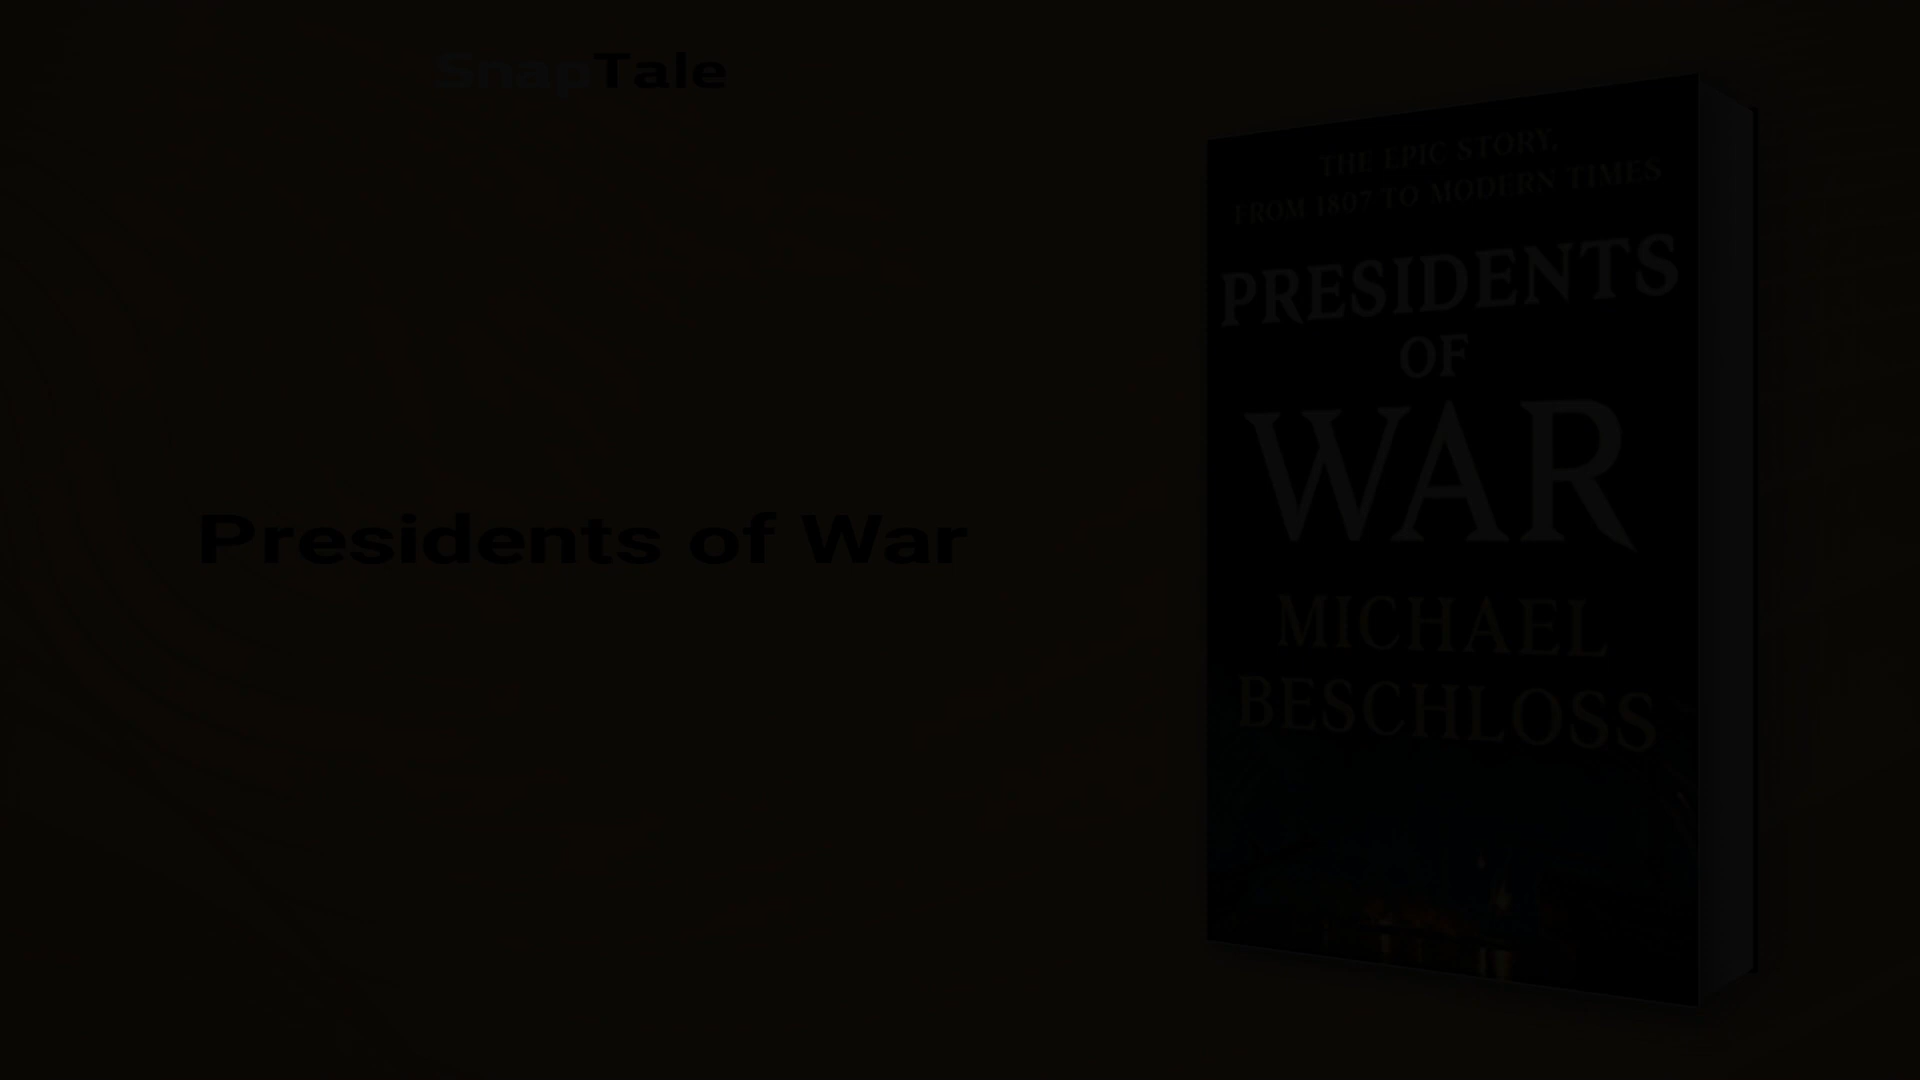 SnapTale
Presidents of War
THE EPIC STORY,
FROM 1807 TO MODERN TIMES
PRESIDENTS
OF
WAR
MICHAEL
BESCHLOSS